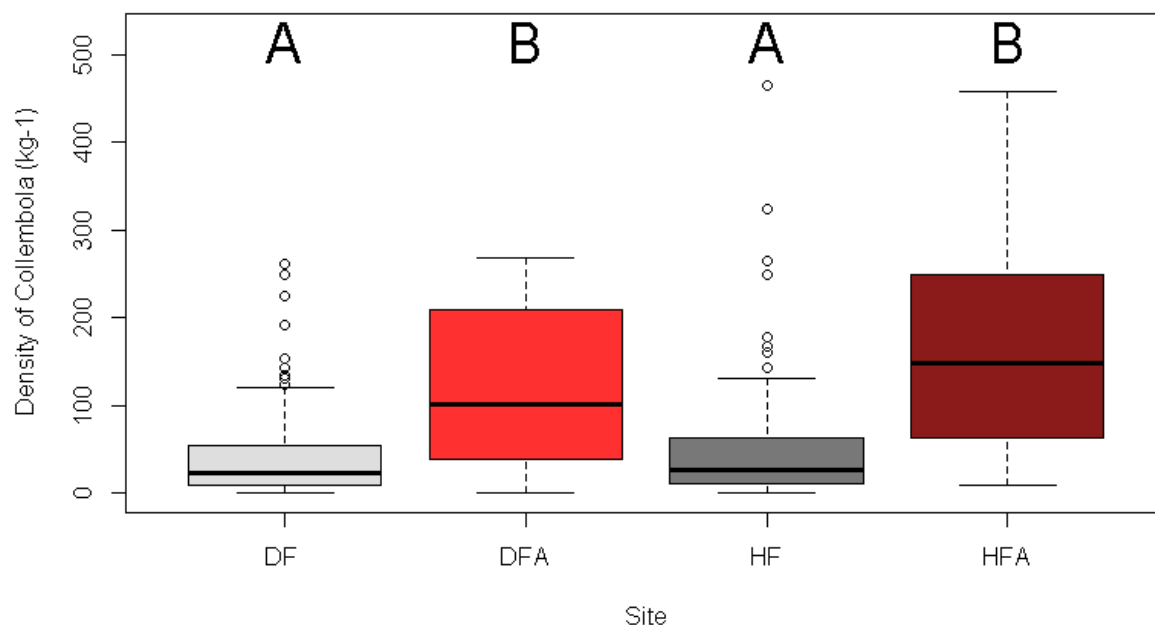 A B A B
Density of Collembola (kg-1)
500
400
300
200
100
0
DF DFA HF HFA
Site